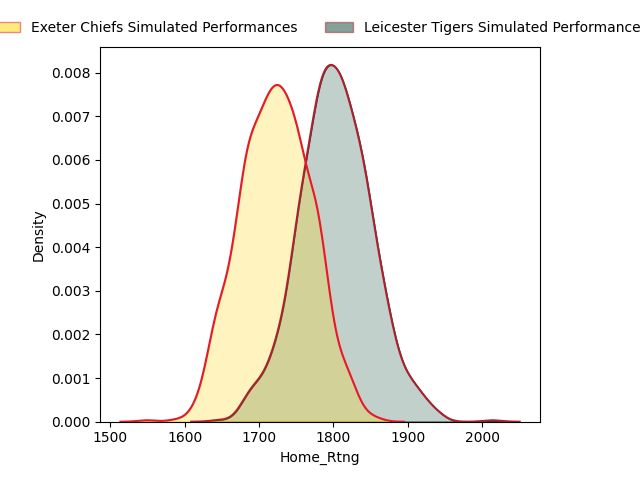 Exeter Chiefs Simulated Performances Leicester Tigers Simulated Performance
0.008
0.007
0.006
0.005
0.004
0.003
0.002
0.001
0.000
Density
1500 1600 1700 1800 1900 2000
Home_Rtng